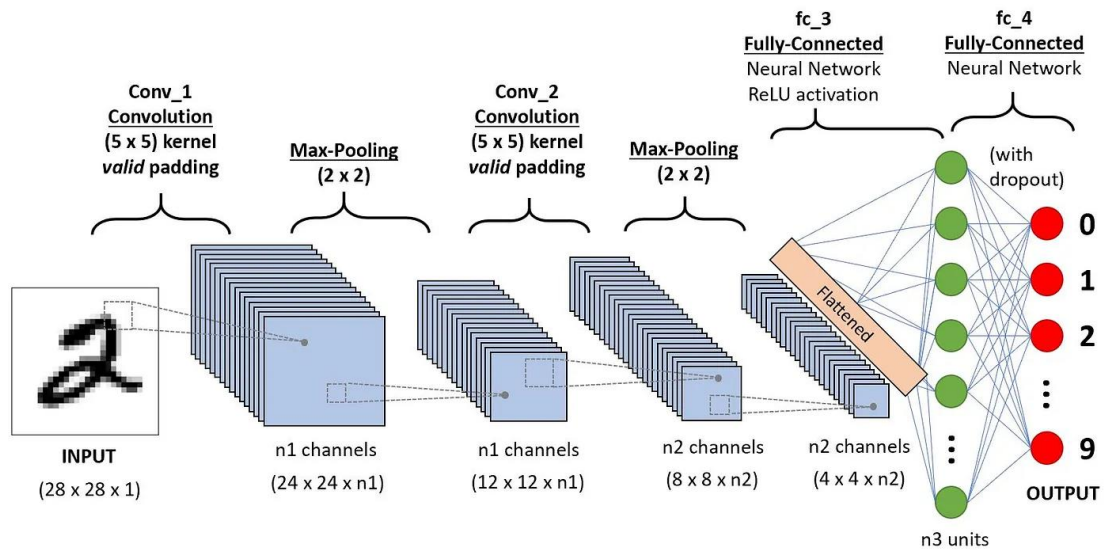 Conv_1
Convolution
(5 x 5) kernel
valid padding
Max-Pooling
(2 x 2)
Conv_2
Convolution
(5 x 5) kernel
valid padding
Max-Pooling
(2 x 2)
fc_3
Fully-Connected
Neural Network
ReLU activation
fc_4
Fully-Connected
Neural Network
(with
dropout)
2
INPUT
(28 x 28 x 1)
n1 channels
(24 x 24 x n1)
n1 channels
(12 x 12 x n1)
n2 channels
(8 x 8 x n2)
n2 channels
(4 x 4 x n2)
Flattened
n3 units
0
1
2
9
OUTPUT